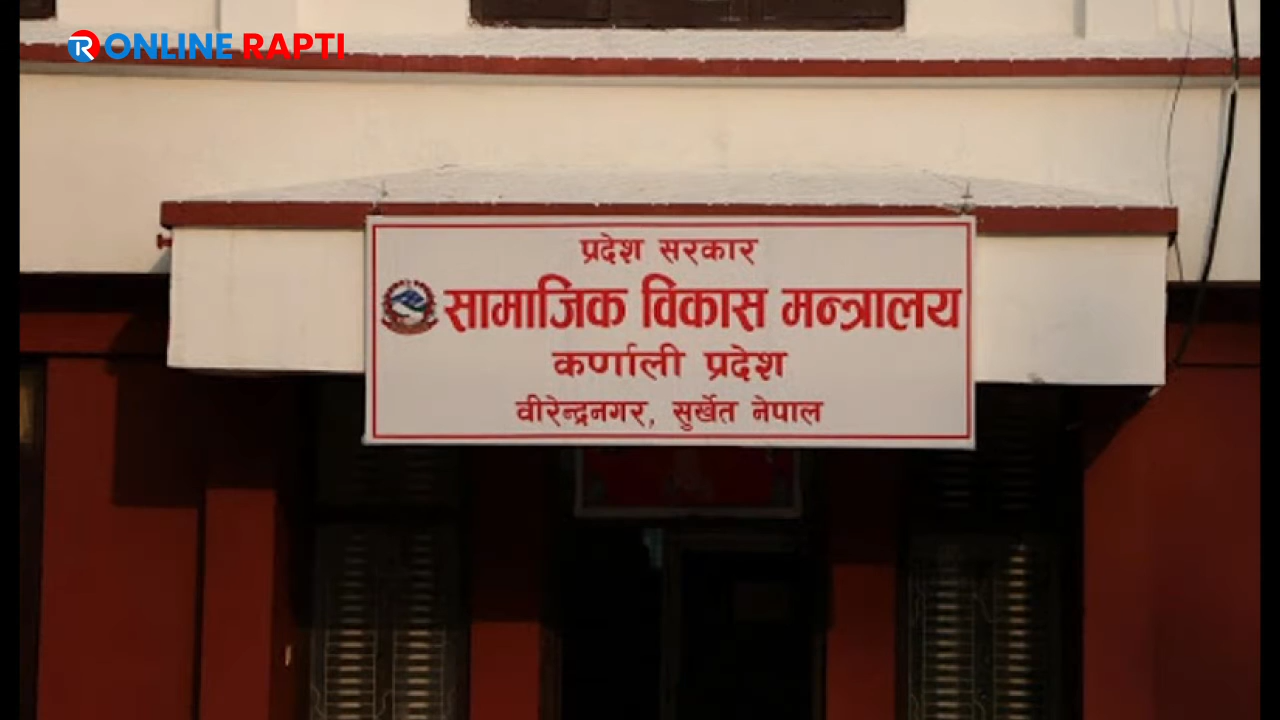 ONLINE RAPTI
प्रदेश सरकार
सामाजिक विकास मन्त्रालय
कर्णाली प्रदेश
वीरेन्द्रनगर, सुर्खेत नेपाल